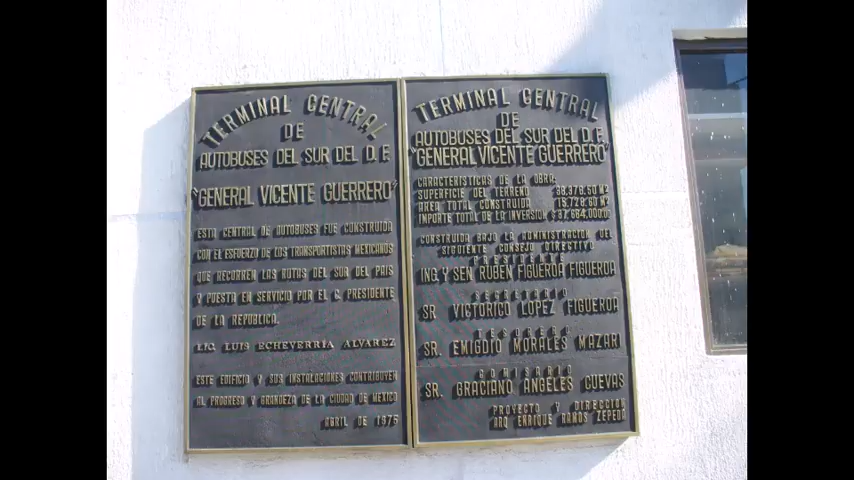 TERMINAL CENTRAL
DE
AUTOBUSES DEL SUR DEL D.F.
"GENERAL VICENTE GUERRERO"
ESTA CENTRAL DE AUTOBUSES FUE CONSTRUIDA
CON EL ESFUERZO DE LOS TRANSPORTISTAS MEXICANOS
QUE RECORREN LAS RUTAS DEL SUR DEL PAIS
Y PUESTA EN SERVICIO POR EL C. PRESIDENTE
DE LA REPUBLICA.
LIC. LUIS ECHEVERRIA ALVAREZ
ESTE EDIFICIO Y SUS INSTALACIONES CONTRIBUYEN
AL PROGRESO Y GRANDEZA DE LA CIUDAD DE MEXICO
ABRIL DE 1975
TERMINAL CENTRAL
DE
AUTOBUSES DEL SUR DEL D.F.
"GENERAL VICENTE GUERRERO"
CARACTERISTICAS DE LA OBRA:
SUPERFICIE DEL TERRENO M2
AREA TOTAL CONSTRUIDA M2
IMPORTE TOTAL DE LA INVERSION
CONSTRUIDA BAJO LA ADMINISTRACION DEL
SIGUIENTE CONSEJO DIRECTIVO
PRESIDENTE
ING. Y SEN. RUBEN FIGUEROA FIGUEROA
SECRETARIO
SR. VICTORICO LOPEZ FIGUEROA
TESORERO
SR. EMIGDIO MORALES MAZARI
COMISARIO
SR. GRACIANO ANGELES CUEVAS
PROYECTO Y DIRECCION
ARQ. ENRIQUE RAMOS ZEPEDA